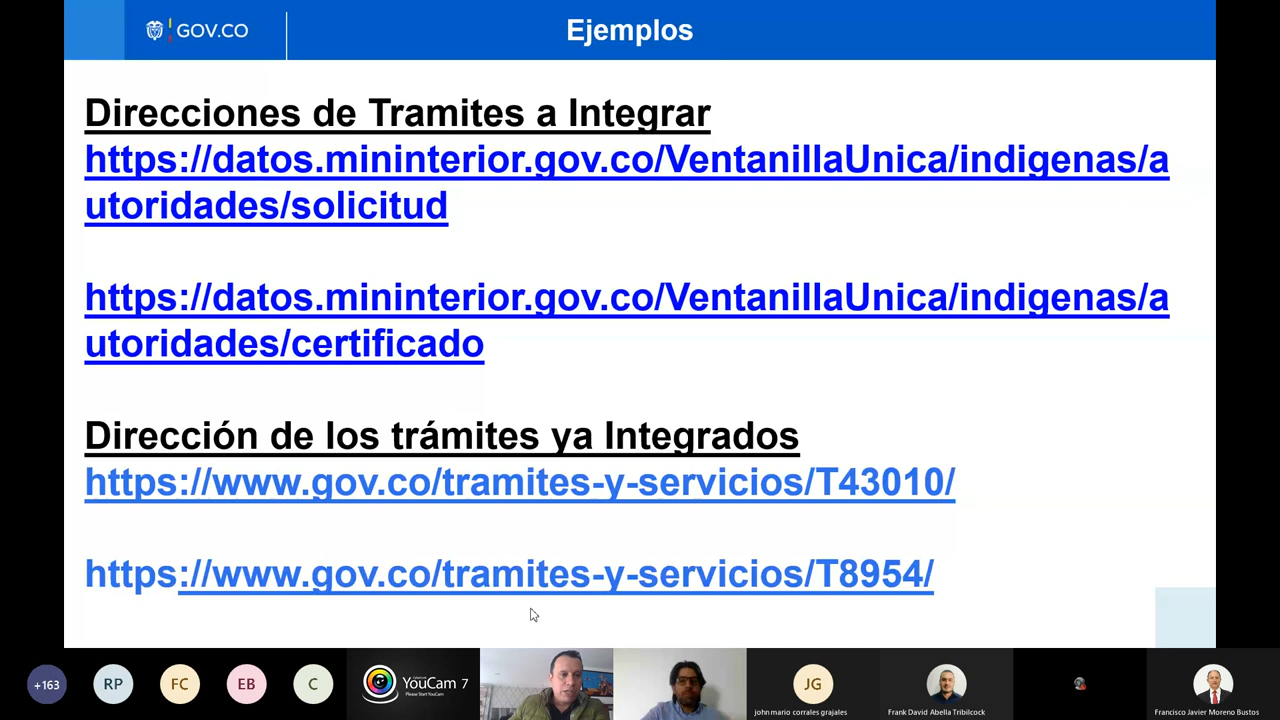 GOV.CO
Ejemplos
Direcciones de Tramites a Integrar
https://datos.mininterior.gov.co/VentanillaUnica/indigenas/a
utoridades/solicitud
https://datos.mininterior.gov.co/VentanillaUnica/indigenas/a
utoridades/certificado
Dirección de los trámites ya Integrados
https://www.gov.co/tramites-y-servicios/T43010/
https://www.gov.co/tramites-y-servicios/T8954/
+163
RP
FC
EB
C
YouCam 7
Please Start YouCam
JG
john mario corrales grajales
Frank David Abella Tribilcock
Francisco Javier Moreno Bustos